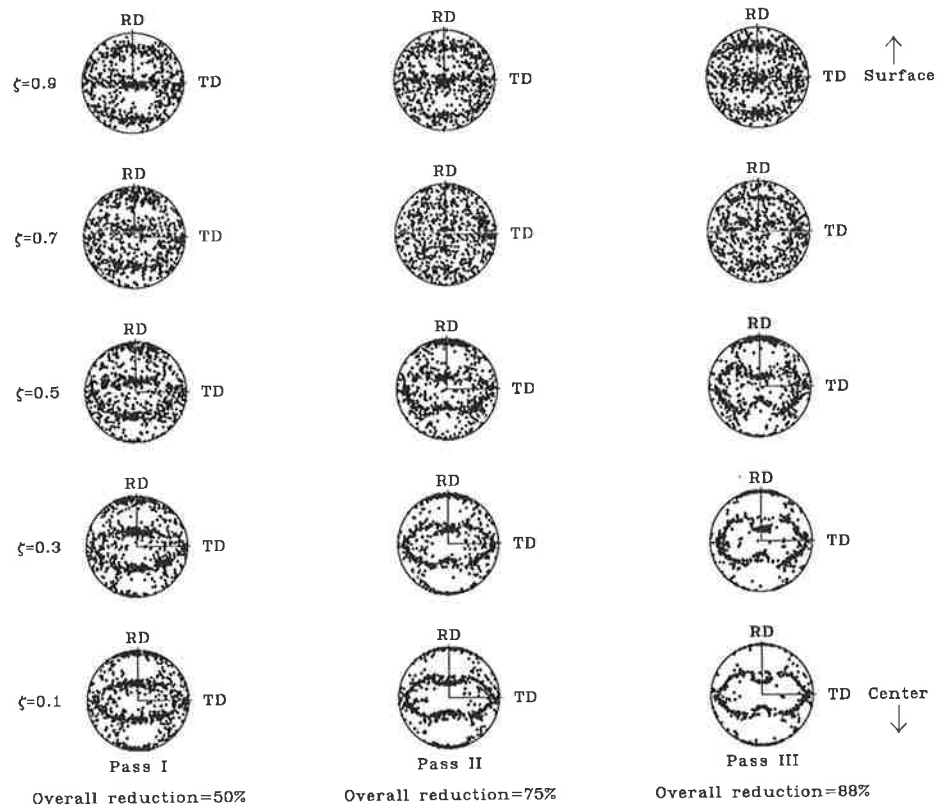 RD RD RD
ζ=0.9 TD TD TD Surface
RD RD RD
ζ=0.7 TD TD TD
RD RD RD
ζ=0.5 TD TD TD
RD RD RD
ζ=0.3 TD TD TD
RD RD RD
ζ=0.1 TD TD TD Center
Pass I Pass II Pass III
Overall reduction=50% Overall reduction=75% Overall reduction=88%